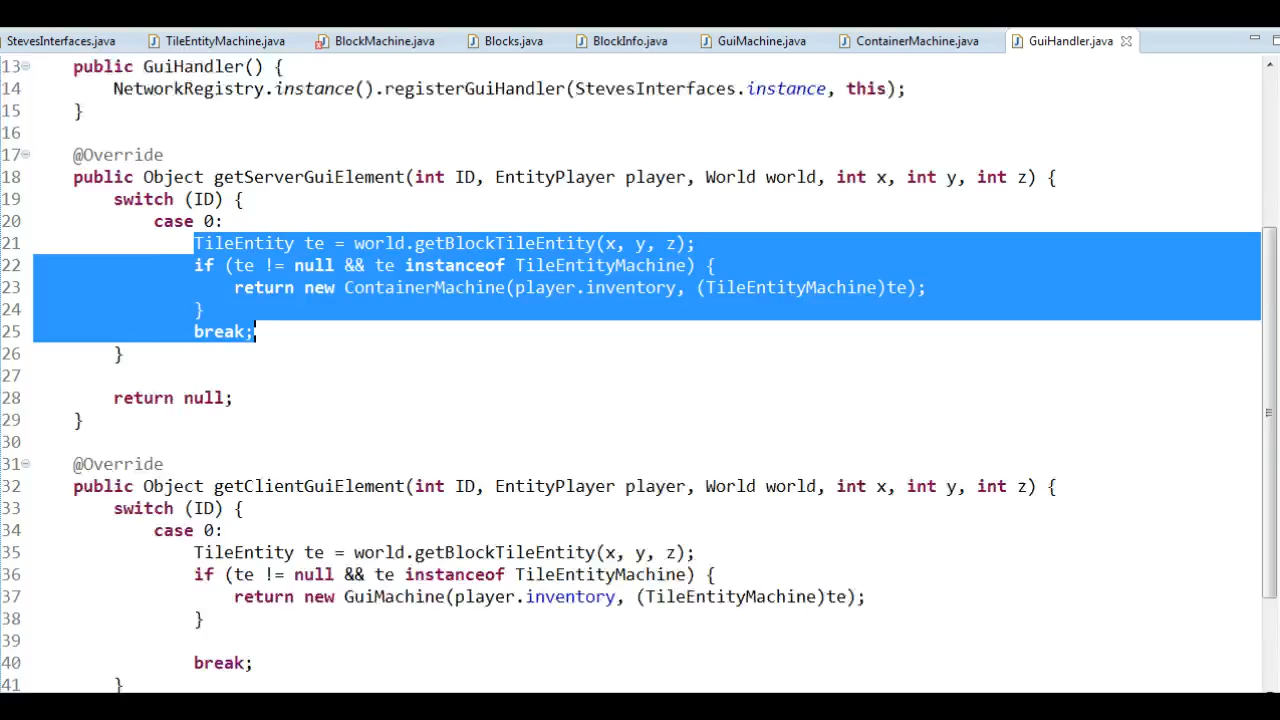 StevesInterfaces.java TileEntityMachine.java BlockMachine.java Blocks.java BlockInfo.java GuiMachine.java ContainerMachine.java GuiHandler.java
13 public GuiHandler() {
14 NetworkRegistry.instance().registerGuiHandler(StevesInterfaces.instance, this);
15 }
16
17 @Override
18 public Object getServerGuiElement(int ID, EntityPlayer player, World world, int x, int y, int z) {
19 switch (ID) {
20 case 0:
21 TileEntity te = world.getBlockTileEntity(x, y, z);
22 if (te != null && te instanceof TileEntityMachine) {
23 return new ContainerMachine(player.inventory, (TileEntityMachine)te);
24 }
25 break;
26 }
27
28 return null;
29 }
30
31 @Override
32 public Object getClientGuiElement(int ID, EntityPlayer player, World world, int x, int y, int z) {
33 switch (ID) {
34 case 0:
35 TileEntity te = world.getBlockTileEntity(x, y, z);
36 if (te != null && te instanceof TileEntityMachine) {
37 return new GuiMachine(player.inventory, (TileEntityMachine)te);
38 }
39
40 break;
41 }